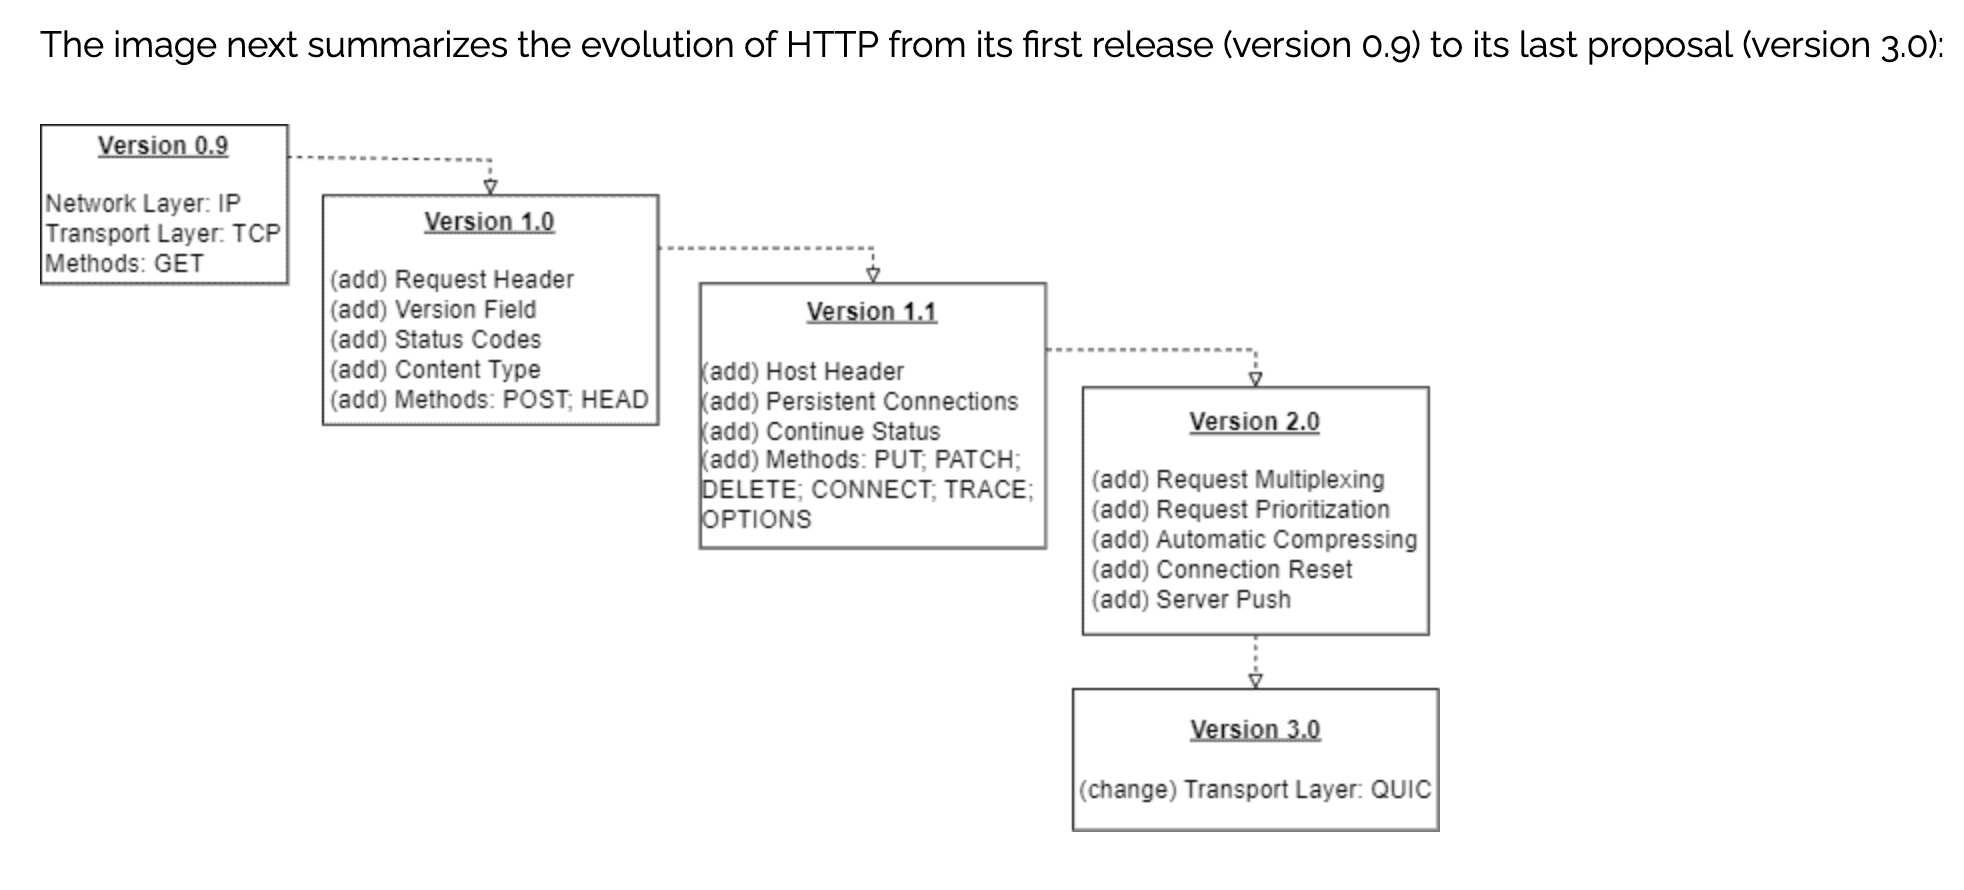 The image next summarizes the evolution of HTTP from its first release (version 0.9) to its last proposal (version 3.0):
Version 0.9
Network Layer: IP
Transport Layer: TCP
Methods: GET
Version 1.0
(add) Request Header
(add) Version Field
(add) Status Codes
(add) Content Type
(add) Methods: POST; HEAD
Version 1.1
(add) Host Header
(add) Persistent Connections
(add) Continue Status
(add) Methods: PUT; PATCH;
DELETE; CONNECT; TRACE;
OPTIONS
Version 2.0
(add) Request Multiplexing
(add) Request Prioritization
(add) Automatic Compressing
(add) Connection Reset
(add) Server Push
Version 3.0
(change) Transport Layer: QUIC